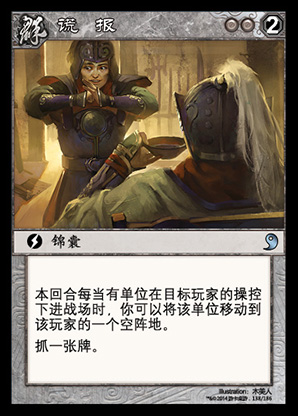 群 谎报 2
锦囊
本回合每当有单位在目标玩家的操控
下进战场时，你可以将该单位移动到
该玩家的一个空阵地。
抓一张牌。
Illustration: 木美人